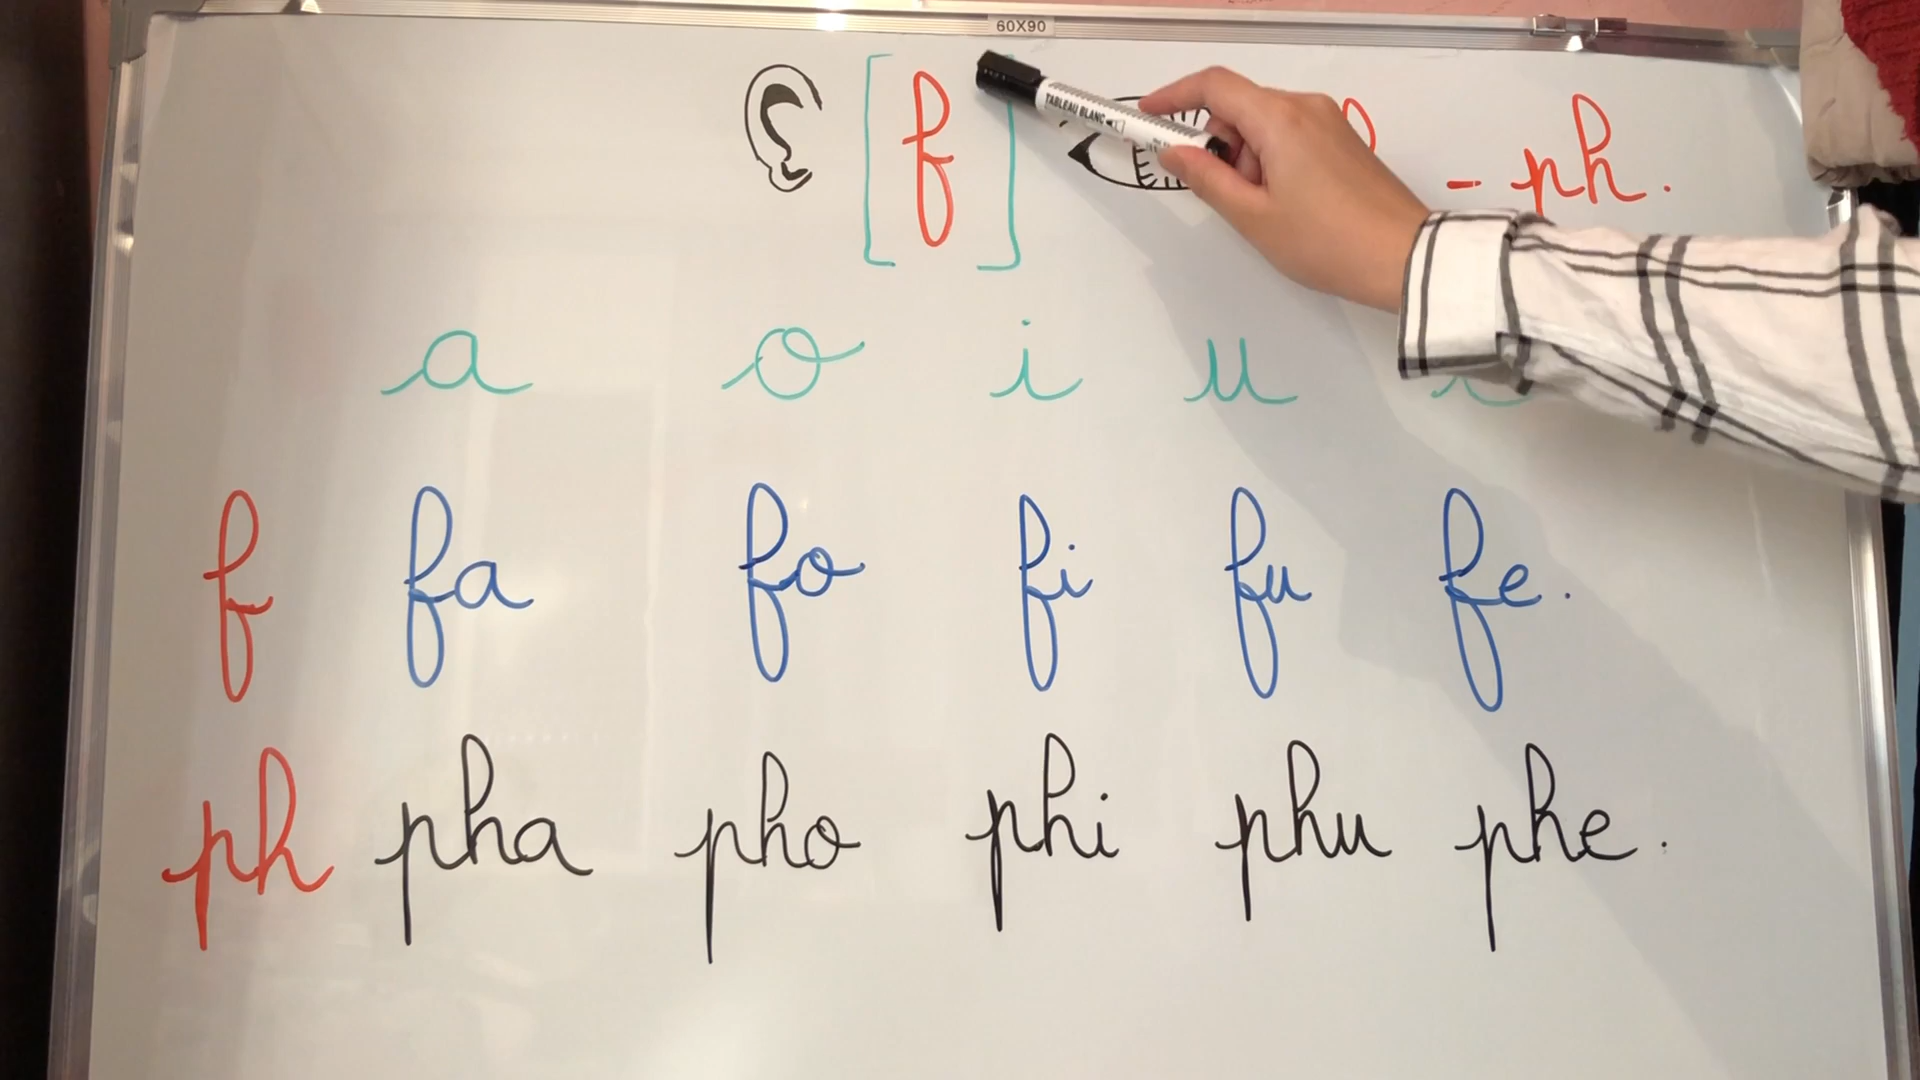 60X90
[f] - ph.
TABLEAU BLANC
a o i u
f fa fo fi fu fe.
ph pha pho phi phu phe.